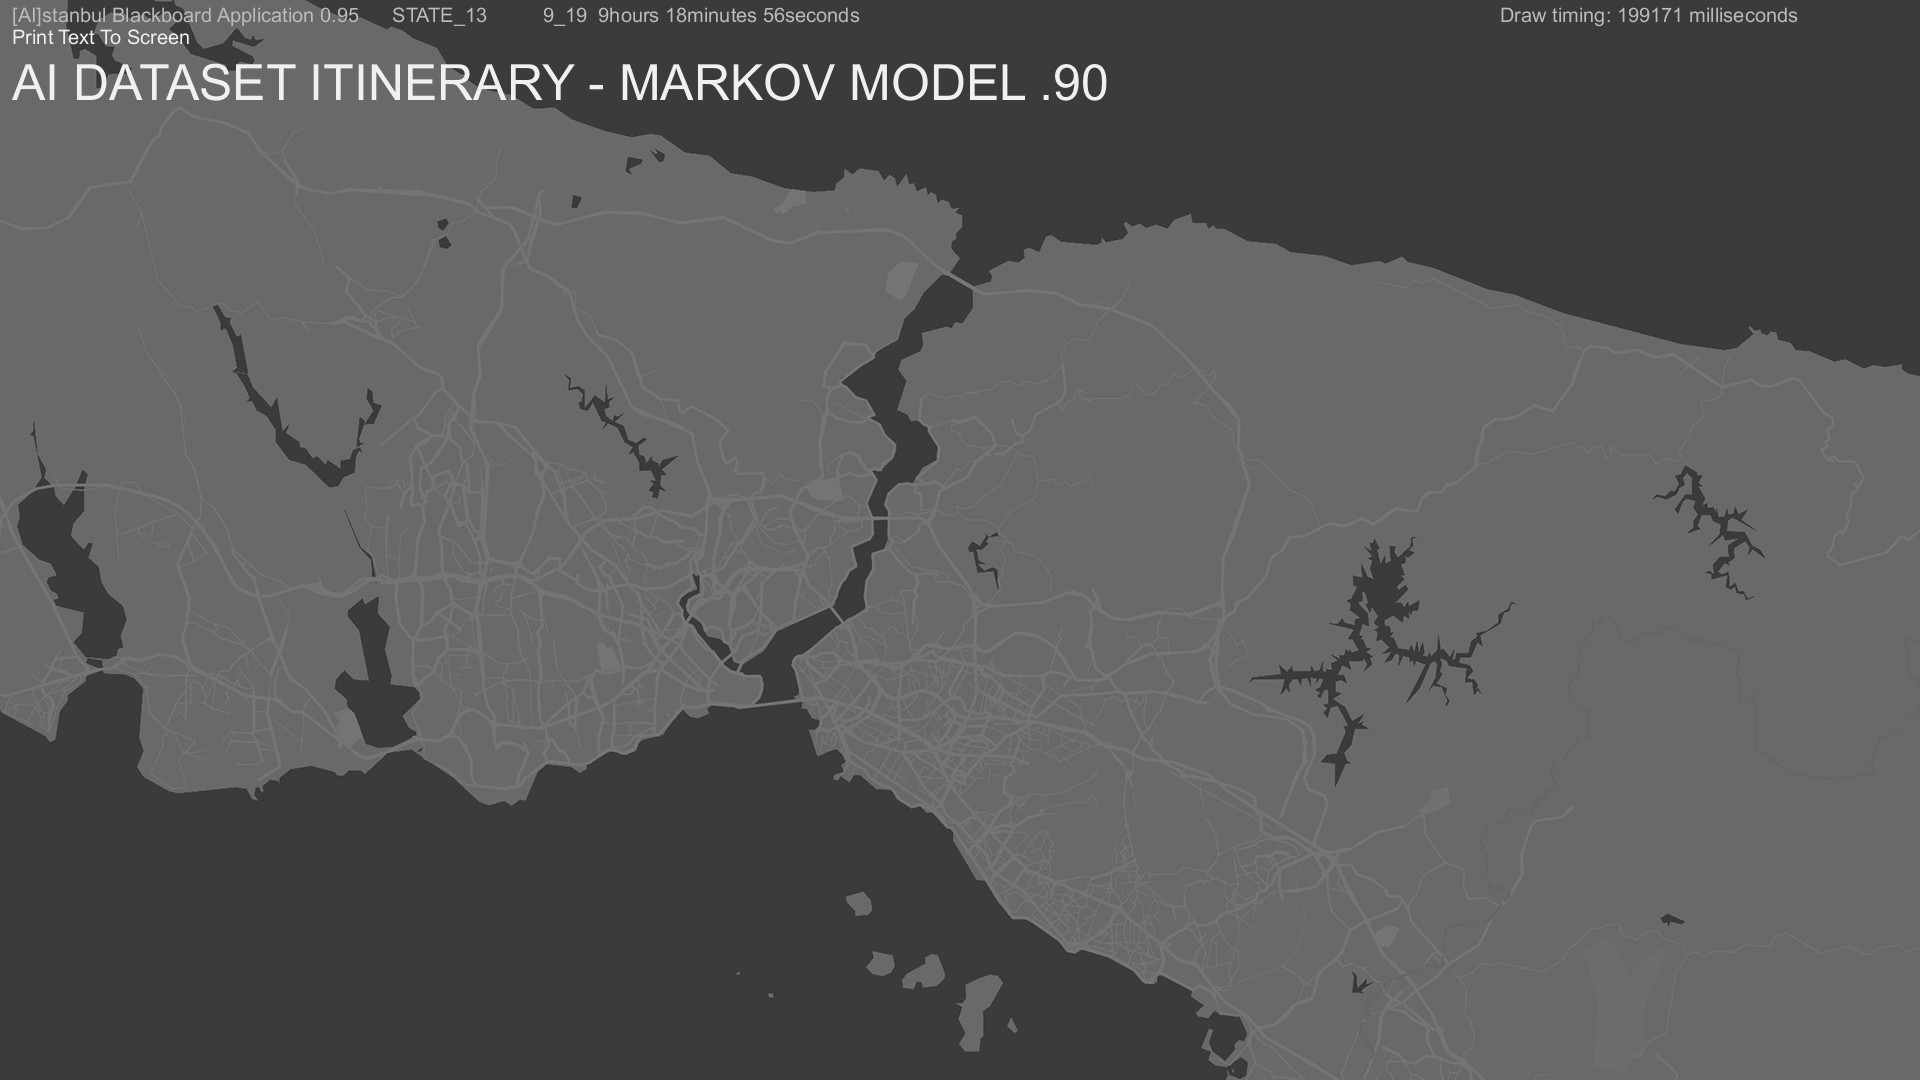 [AI]stanbul Blackboard Application 0.95 STATE_13 9_19 9hours 18minutes 56seconds Draw timing: 199171 milliseconds
Print Text To Screen
AI DATASET ITINERARY - MARKOV MODEL .90